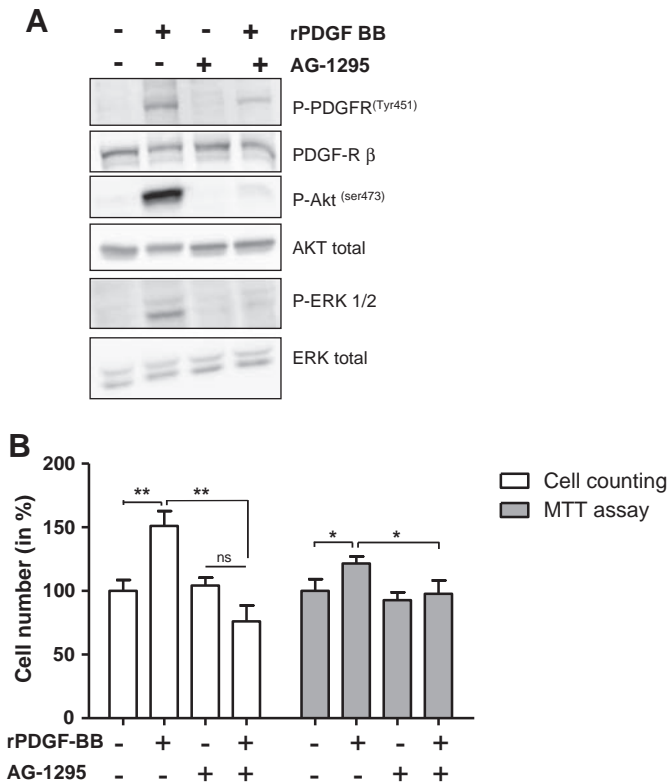 A
- + - + rPDGF BB
- - + + AG-1295
P-PDGFR(Tyr451)
PDGF-R β
P-Akt (ser473)
AKT total
P-ERK 1/2
ERK total
B
Cell number (in %)
200
150
100
50
0
** **
ns
* *
Cell counting
MTT assay
rPDGF-BB - + - + - + - +
AG-1295 - - + + - - + +